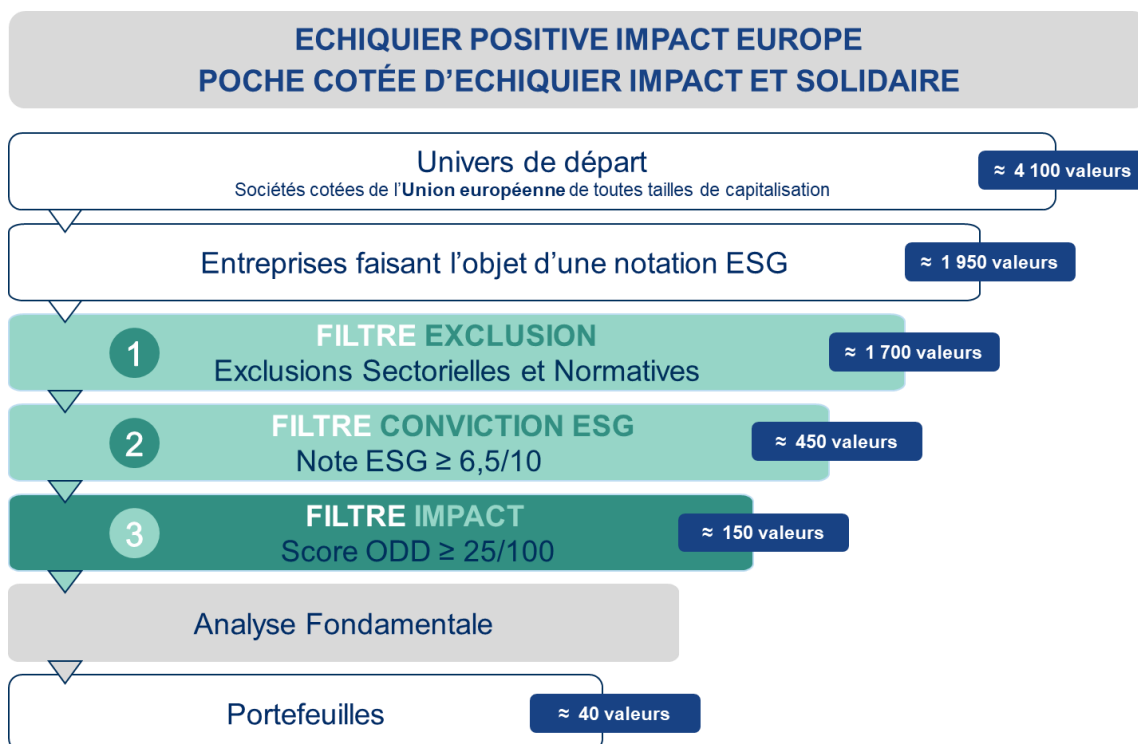 ECHIQUIER POSITIVE IMPACT EUROPE
POCHE COTÉE D'ECHIQUIER IMPACT ET SOLIDAIRE
Univers de départ
Sociétés cotées de l'Union européenne de toutes tailles de capitalisation
≈ 4 100 valeurs
Entreprises faisant l'objet d'une notation ESG
≈ 1 950 valeurs
1
FILTRE EXCLUSION
Exclusions Sectorielles et Normatives
≈ 1 700 valeurs
2
FILTRE CONVICTION ESG
Note ESG ≥ 6,5/10
≈ 450 valeurs
3
FILTRE IMPACT
Score ODD ≥ 25/100
≈ 150 valeurs
Analyse Fondamentale
Portefeuilles
≈ 40 valeurs